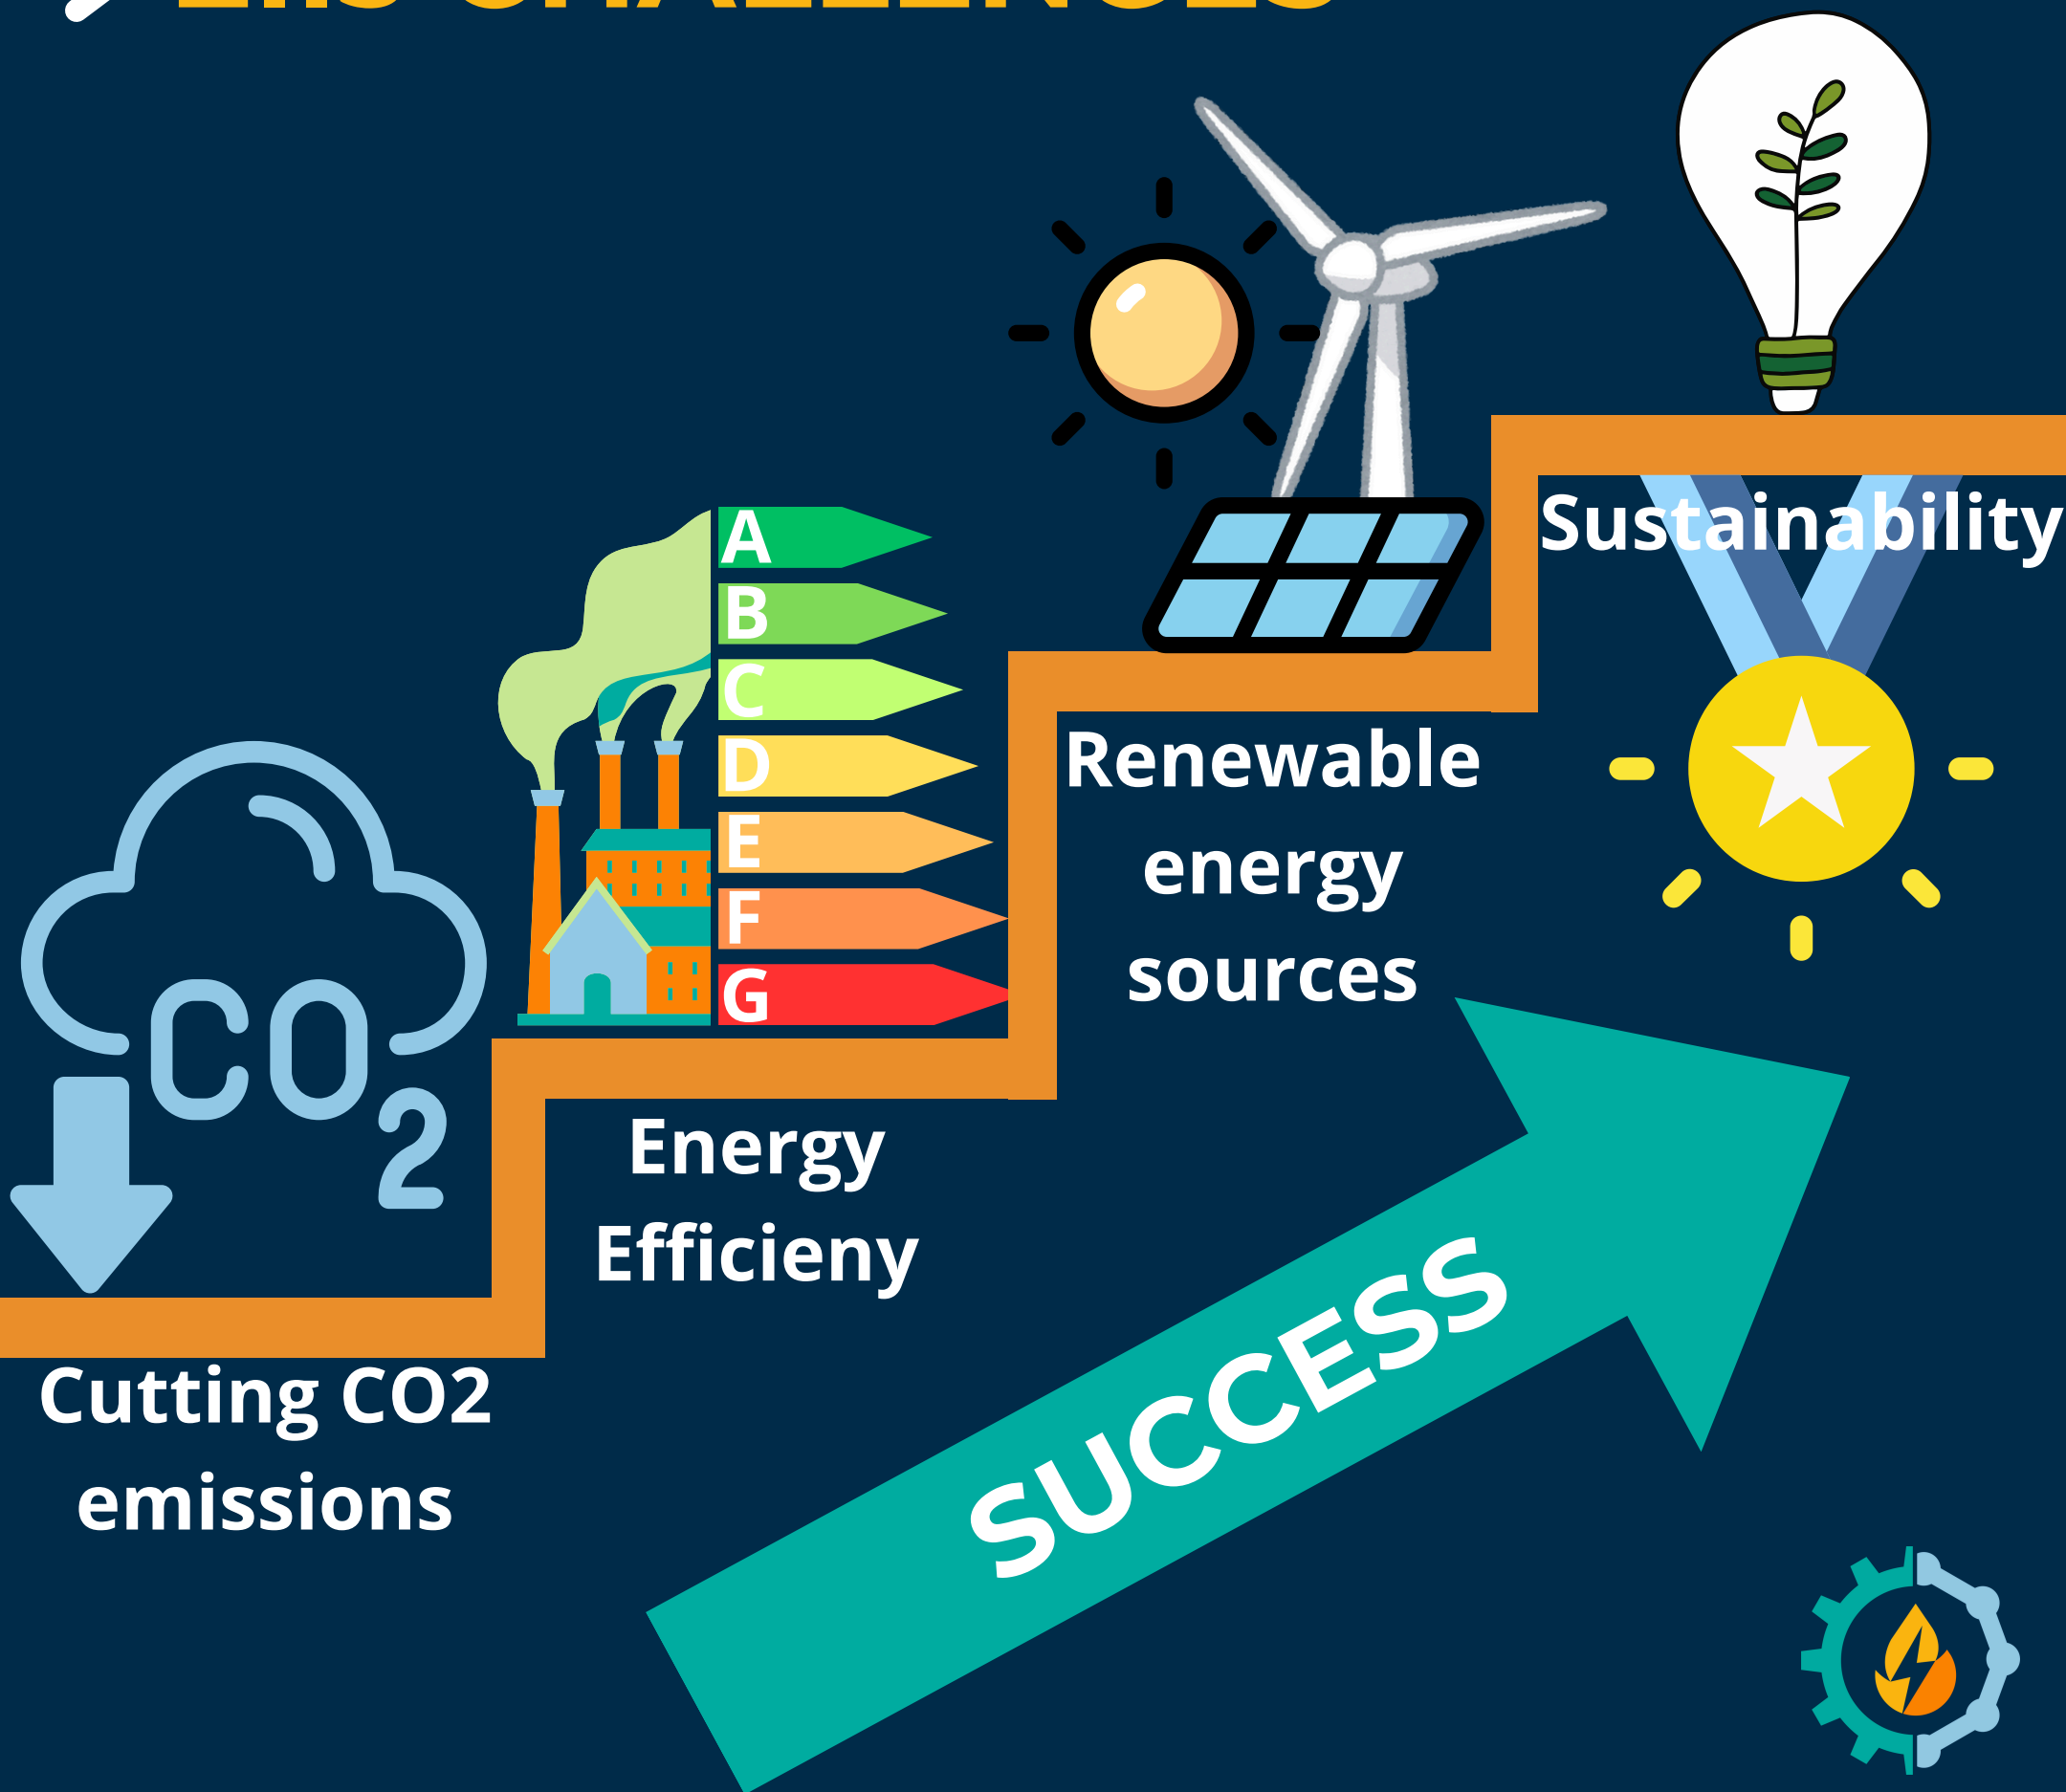 A
B
C
D
E
F
G
CO2
Sustainability
Renewable
energy
sources
Energy
Efficieny
Cutting CO2
emissions
SUCCESS